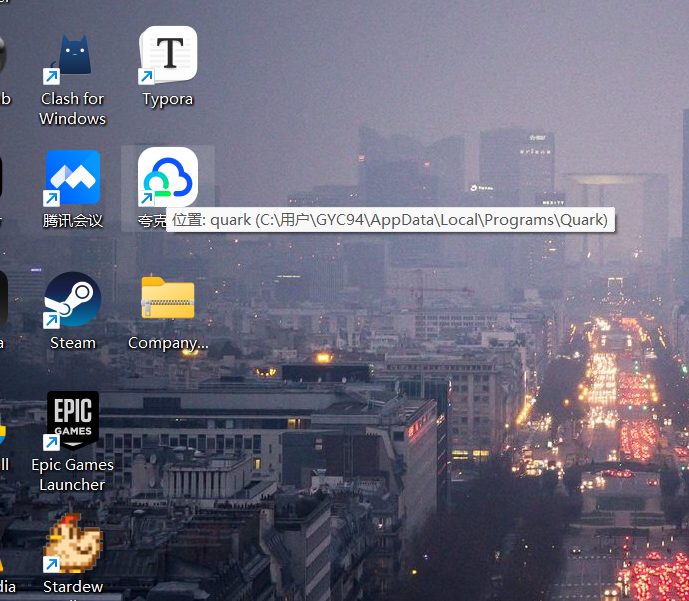 b
Clash for
Windows
Typora
腾讯会议
夸克
位置: quark (C:\用户\GYC94\AppData\Local\Programs\Quark)
a
Steam
Company...
EPIC
GAMES
ll
Epic Games
Launcher
dia
Stardew